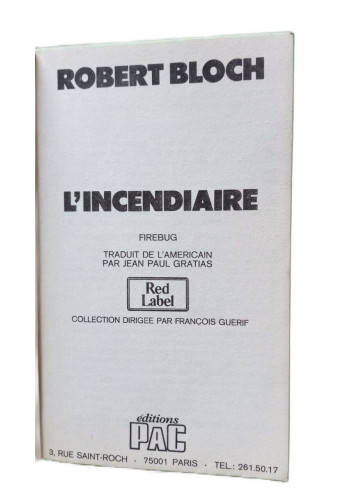 ROBERT BLOCH
L'INCENDIAIRE
FIREBUG
TRADUIT DE L'AMERICAIN
PAR JEAN PAUL GRATIAS
Red
Label
COLLECTION DIRIGEE PAR FRANÇOIS GUERIF
éditions
PAC
3, RUE SAINT-ROCH . 75001 PARIS . TEL.: 261.50.17